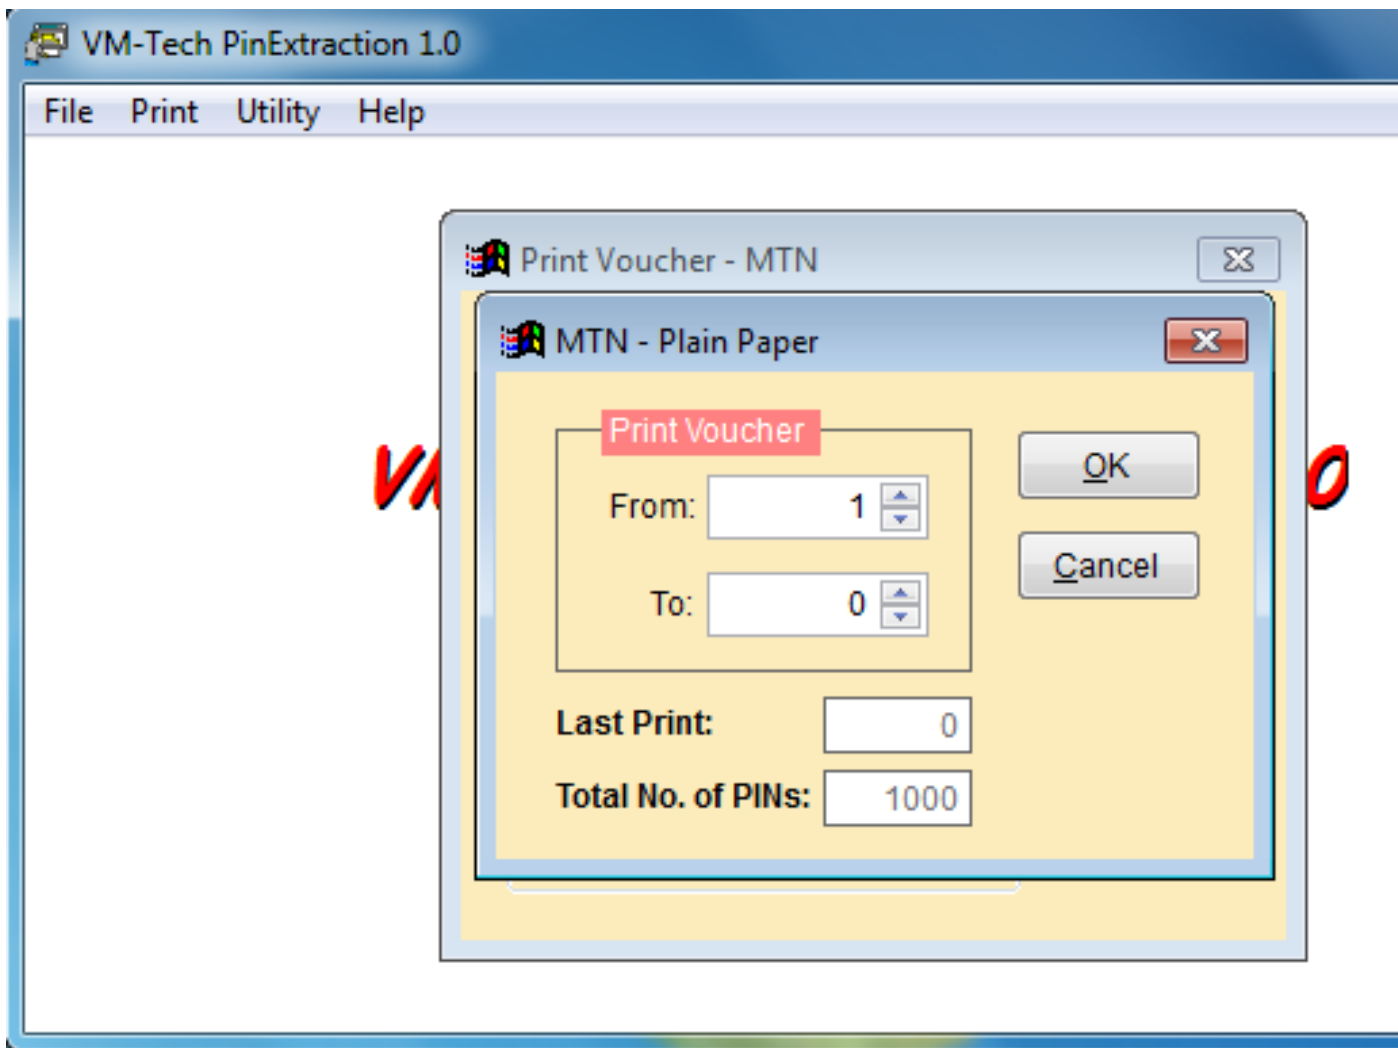 VM-Tech PinExtraction 1.0
File Print Utility Help
Print Voucher - MTN
MTN - Plain Paper
Print Voucher
From: 1
OK
To: 0
Cancel
Last Print: 0
Total No. of PINs: 1000